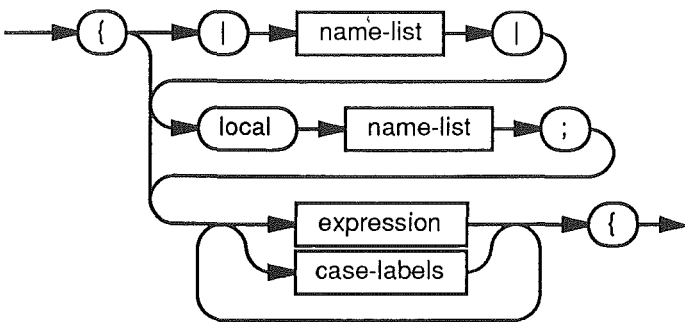 { | name-list |
local name-list ;
expression {
case-labels